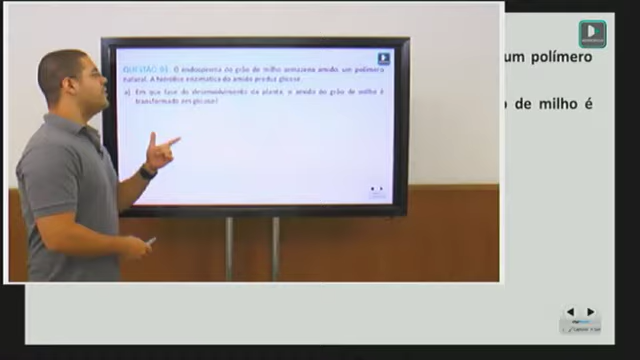 QUESTÃO 03. O endosperma do grão de milho armazena amido, um polímero
natural. A hidrólise enzimática do amido produz glicose.
a) Em que fase do desenvolvimento da planta, o amido do grão de milho é
transformado em glicose?
um polímero
o de milho é